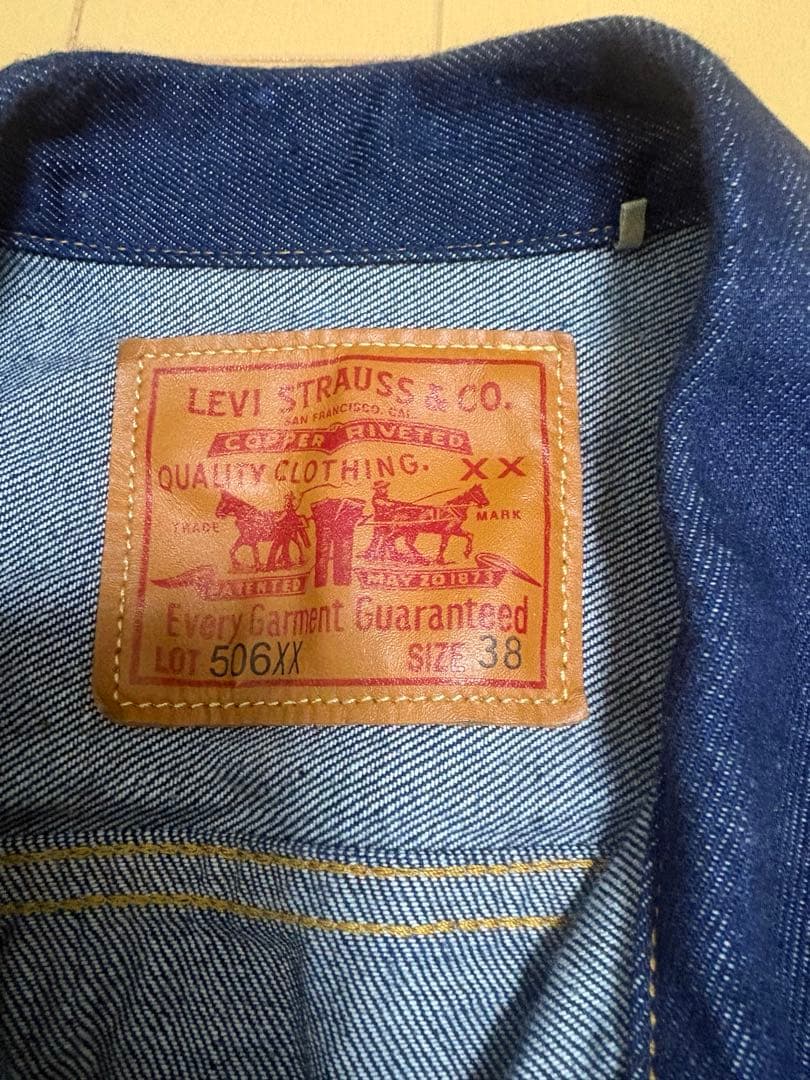 LEVI STRAUSS & CO.
SAN FRANCISCO, CAL
COPPER RIVETED
QUALITY CLOTHING. XX
TRADE MARK
PATENTED MAY 20 1873
Every Garment Guaranteed
LOT 506XX SIZE 38